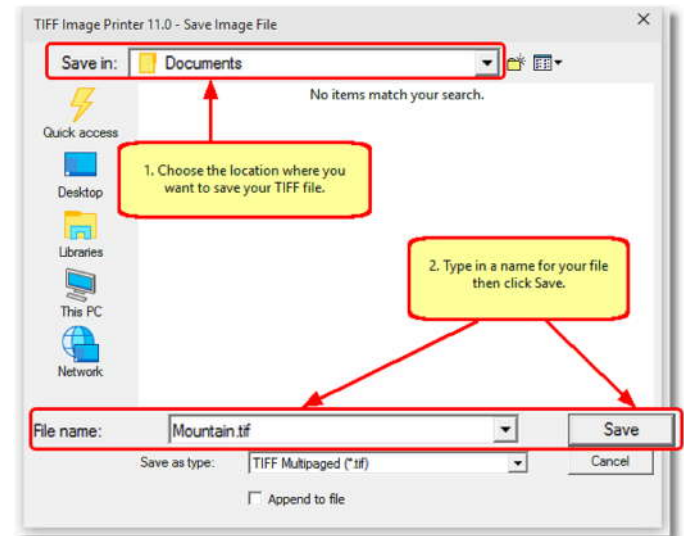 TIFF Image Printer 11.0 - Save Image File
Save in: Documents
No items match your search.
Quick access
1. Choose the location where you
want to save your TIFF file.
Desktop
Libraries
2. Type in a name for your file
then click Save.
This PC
Network
File name: Mountain.tif Save
Save as type: TIFF Multipaged (*.tif) Cancel
Append to file